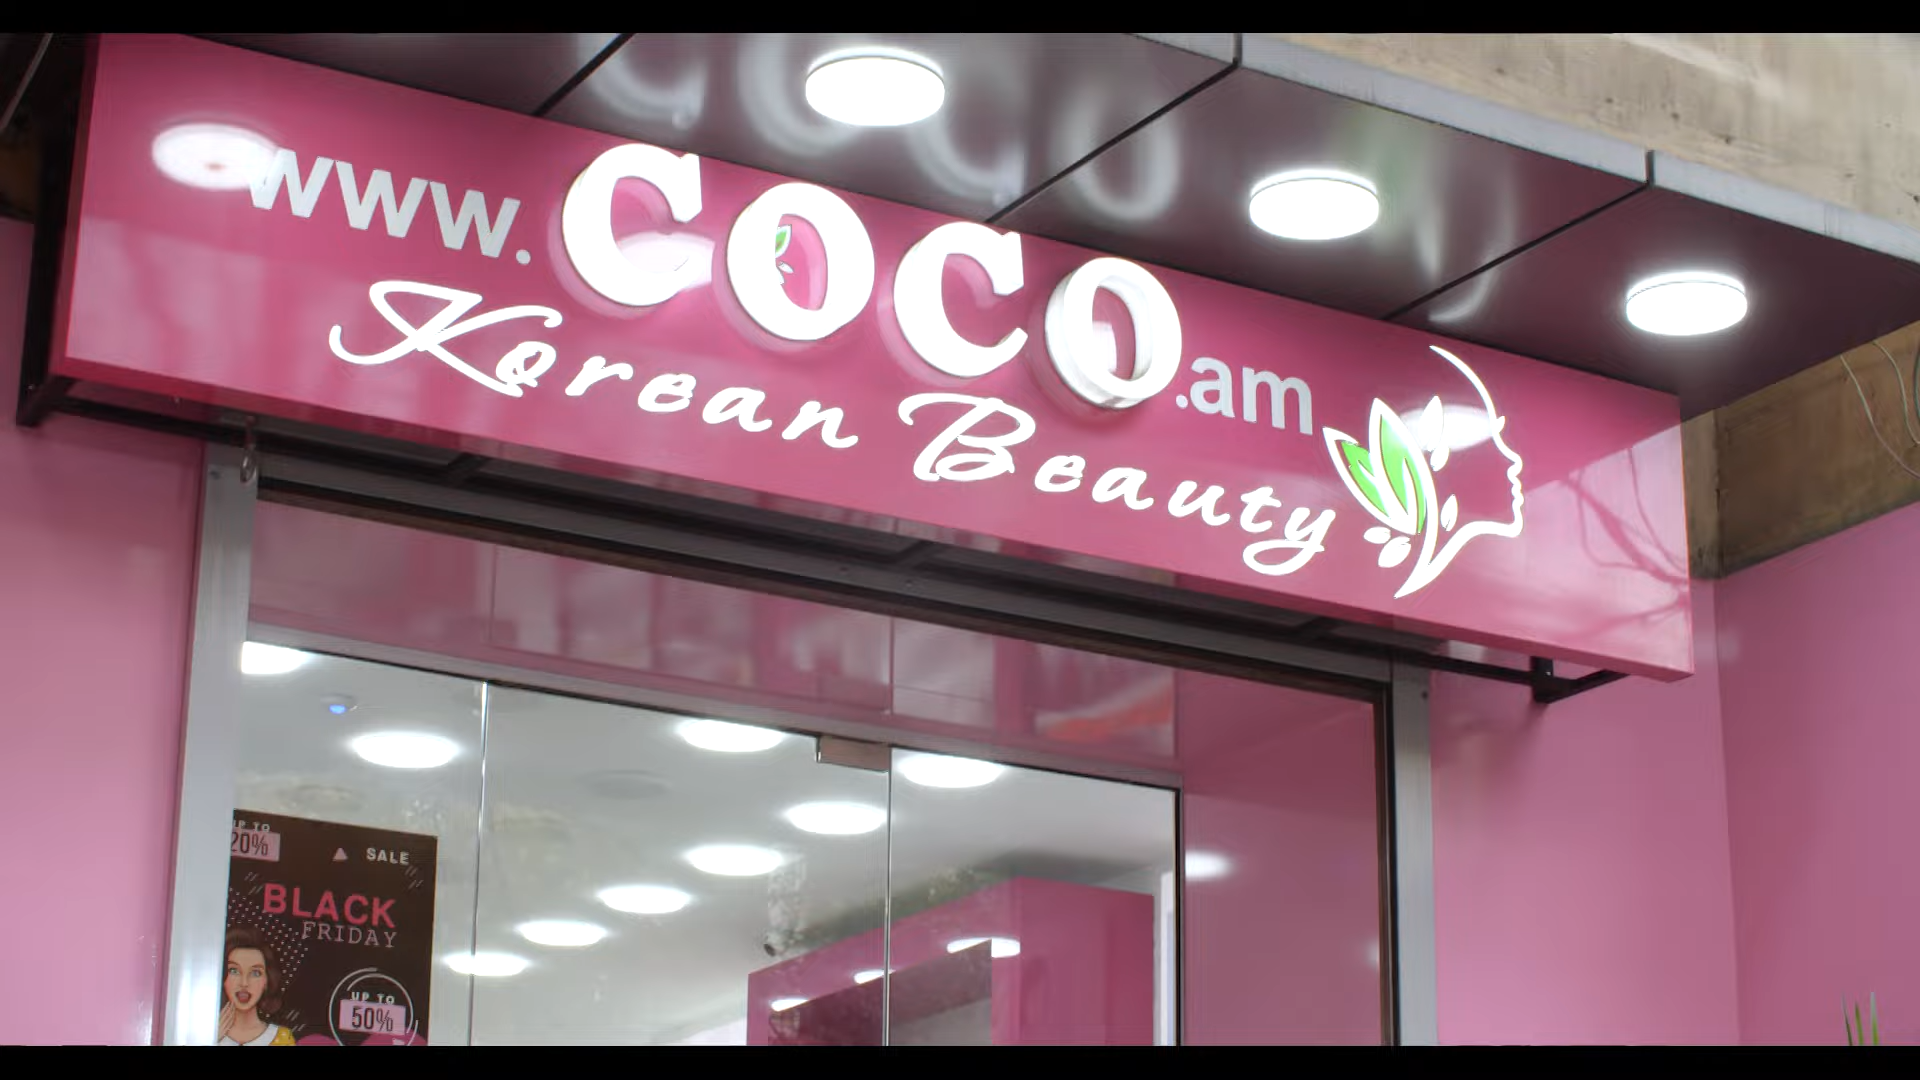 www.COCO.am
Korean Beauty
UP TO
20%
SALE
BLACK
FRIDAY
UP TO
50%